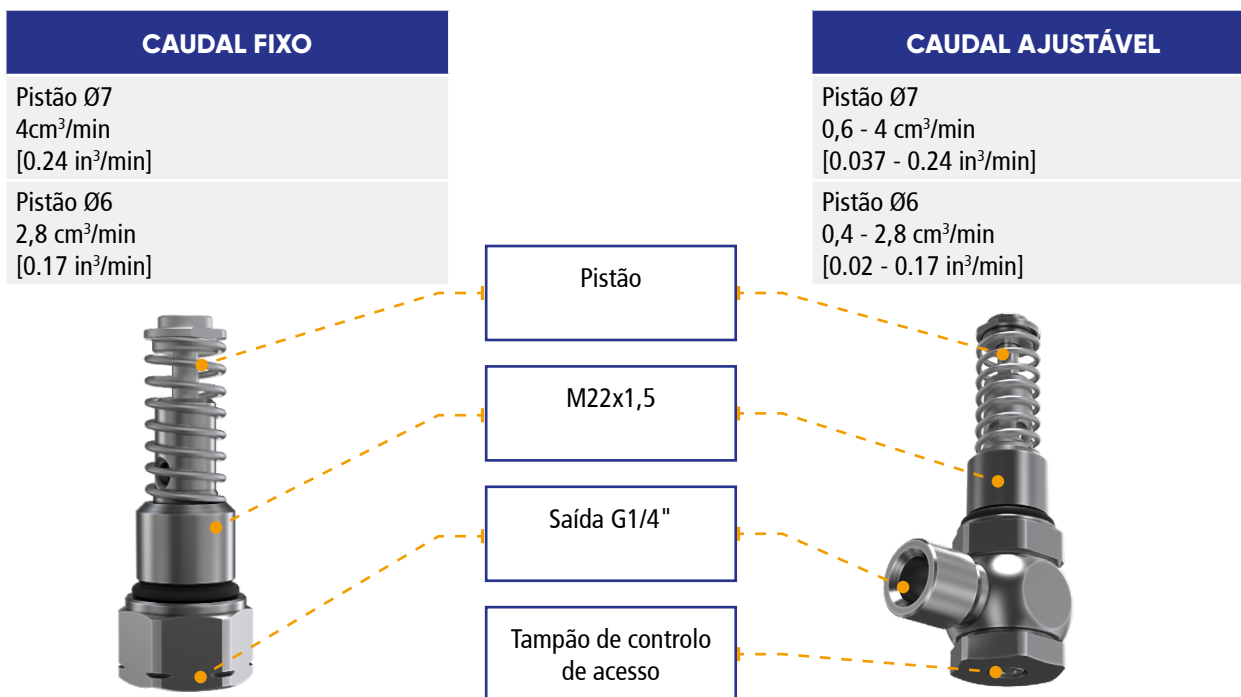 CAUDAL FIXO
Pistão Ø7
4cm³/min
[0.24 in³/min]
Pistão Ø6
2,8 cm³/min
[0.17 in³/min]
CAUDAL AJUSTÁVEL
Pistão Ø7
0,6 - 4 cm³/min
[0.037 - 0.24 in³/min]
Pistão Ø6
0,4 - 2,8 cm³/min
[0.02 - 0.17 in³/min]
Pistão
M22x1,5
Saída G1/4"
Tampão de controlo
de acesso